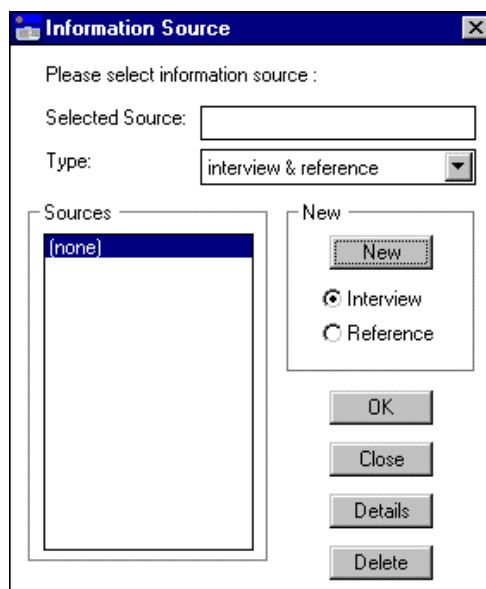 Information Source
Please select information source :
Selected Source:
Type:
interview & reference
Sources
(none)
New
New
Interview
Reference
OK
Close
Details
Delete